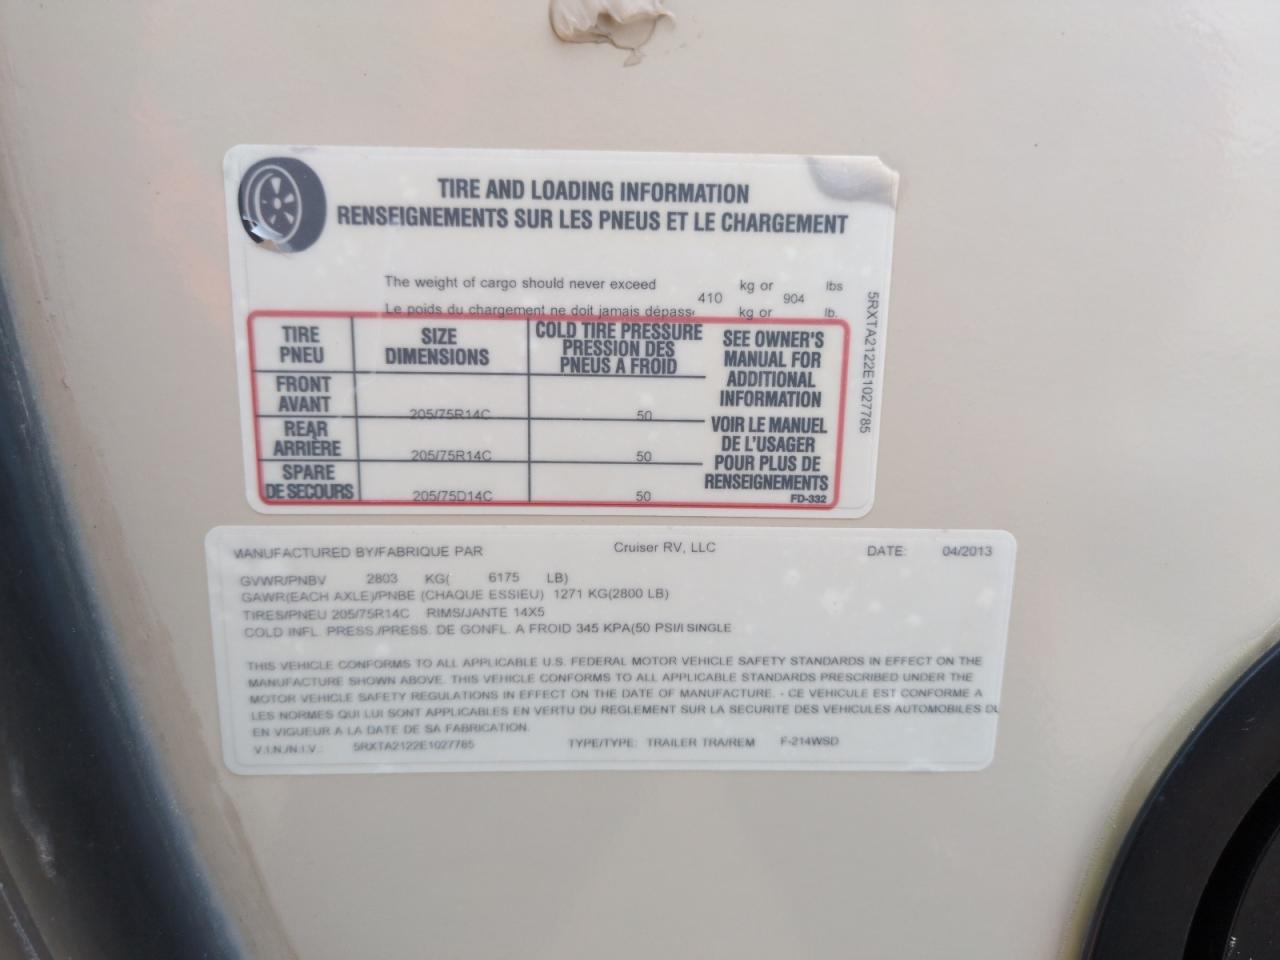 TIRE AND LOADING INFORMATION
RENSEIGNEMENTS SUR LES PNEUS ET LE CHARGEMENT
The weight of cargo should never exceed 410 kg or 904 lbs
Le poids du chargement ne doit jamais dépass kg or lb.
TIRE PNEU
SIZE DIMENSIONS
COLD TIRE PRESSURE
PRESSION DES
PNEUS A FROID
FRONT AVANT 205/75R14C 50
REAR ARRIÈRE 205/75R14C 50
SPARE DE SECOURS 205/75D14C 50
SEE OWNER'S
MANUAL FOR
ADDITIONAL
INFORMATION
VOIR LE MANUEL
DE L'USAGER
POUR PLUS DE
RENSEIGNEMENTS
FD-332
5RXTA2122E1027785
MANUFACTURED BY/FABRIQUE PAR Cruiser RV, LLC DATE: 04/2013
GVWR/PNBV 2803 KG( 6175 LB)
GAWR(EACH AXLE)/PNBE (CHAQUE ESSIEU) 1271 KG(2800 LB)
TIRES/PNEU 205/75R14C RIMS/JANTE 14X5
COLD INFL. PRESS./PRESS. DE GONFL. A FROID 345 KPA(50 PSI/I SINGLE
THIS VEHICLE CONFORMS TO ALL APPLICABLE U.S. FEDERAL MOTOR VEHICLE SAFETY STANDARDS IN EFFECT ON THE
MANUFACTURE SHOWN ABOVE. THIS VEHICLE CONFORMS TO ALL APPLICABLE STANDARDS PRESCRIBED UNDER THE
MOTOR VEHICLE SAFETY REGULATIONS IN EFFECT ON THE DATE OF MANUFACTURE. - CE VEHICULE EST CONFORME A
LES NORMES QUI LUI SONT APPLICABLES EN VERTU DU REGLEMENT SUR LA SECURITE DES VEHICULES AUTOMOBILES DU
EN VIGUEUR A LA DATE DE SA FABRICATION.
V.I.N./N.I.V.: 5RXTA2122E1027785 TYPE/TYPE: TRAILER TRA/REM F-214WSD